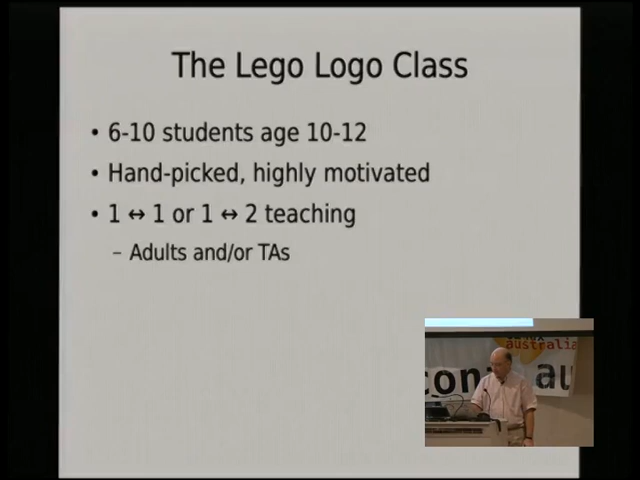 The Lego Logo Class
• 6-10 students age 10-12
• Hand-picked, highly motivated
• 1 ↔ 1 or 1 ↔ 2 teaching
– Adults and/or TAs
australia
.au